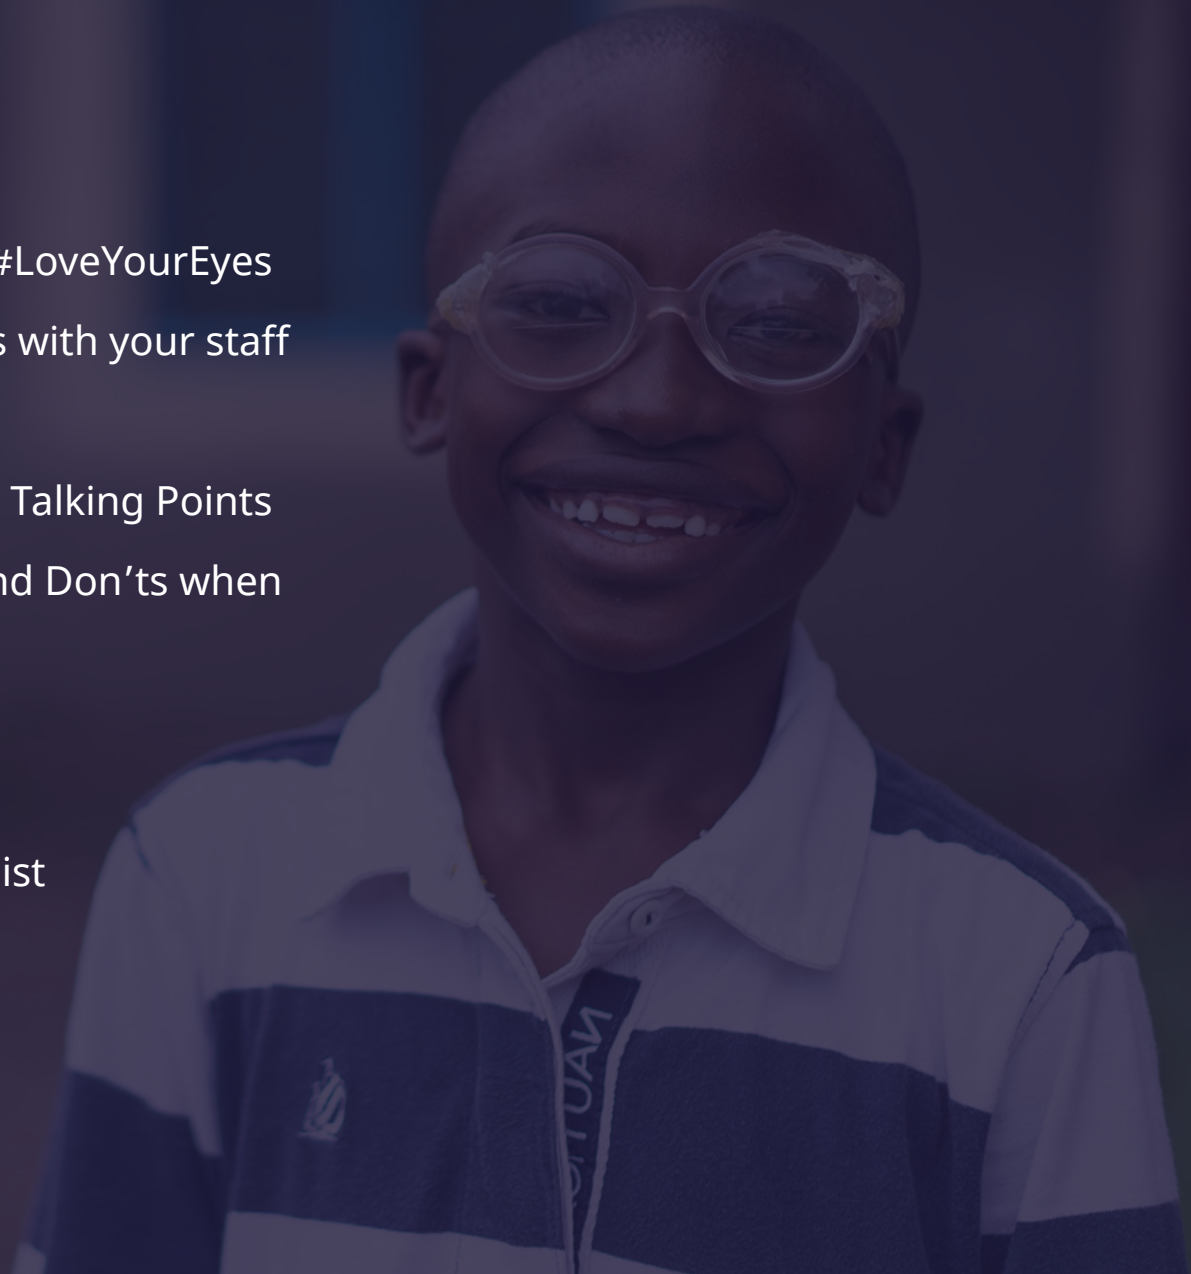 #LoveYourEyes
s with your staff
Talking Points
nd Don’ts when
ist